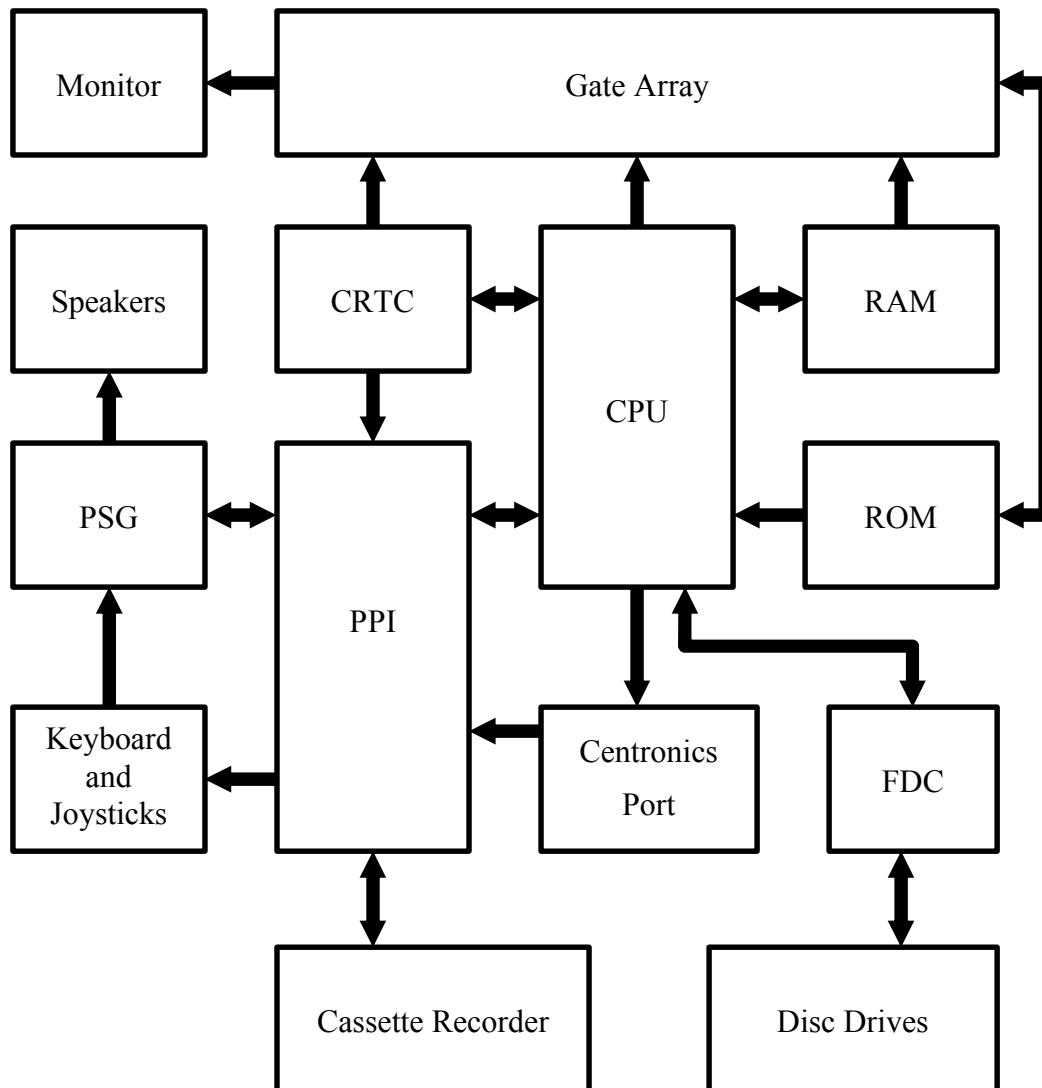 Monitor
Gate Array
Speakers
CRTC
CPU
RAM
PSG
PPI
ROM
Keyboard
and
Joysticks
Centronics
Port
FDC
Cassette Recorder
Disc Drives